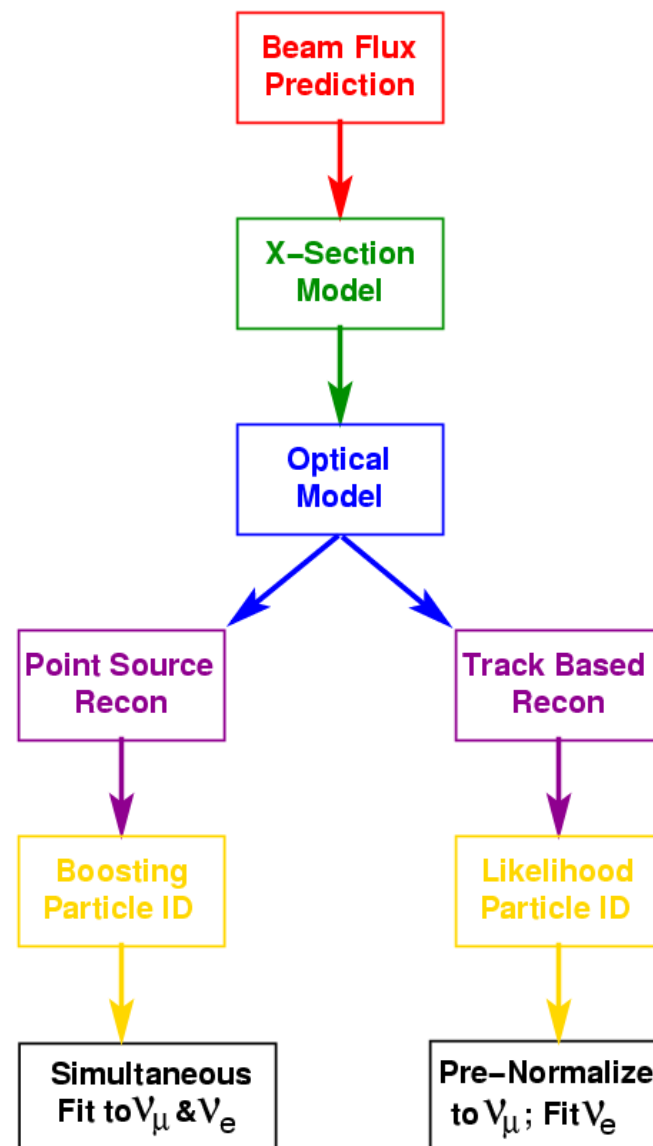 Beam Flux
Prediction
X-Section
Model
Optical
Model
Point Source
Recon
Track Based
Recon
Boosting
Particle ID
Likelihood
Particle ID
Simultaneous
Fit to νμ & νe
Pre-Normalize
to νμ ; Fit νe